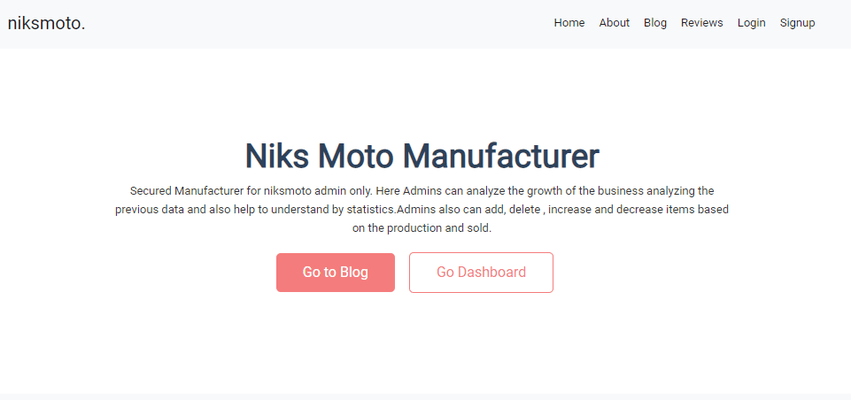 niksmoto.
Home About Blog Reviews Login Signup
Niks Moto Manufacturer
Secured Manufacturer for niksmoto admin only. Here Admins can analyze the growth of the business analyzing the
previous data and also help to understand by statistics.Admins also can add, delete , increase and decrease items based
on the production and sold.
Go to Blog Go Dashboard